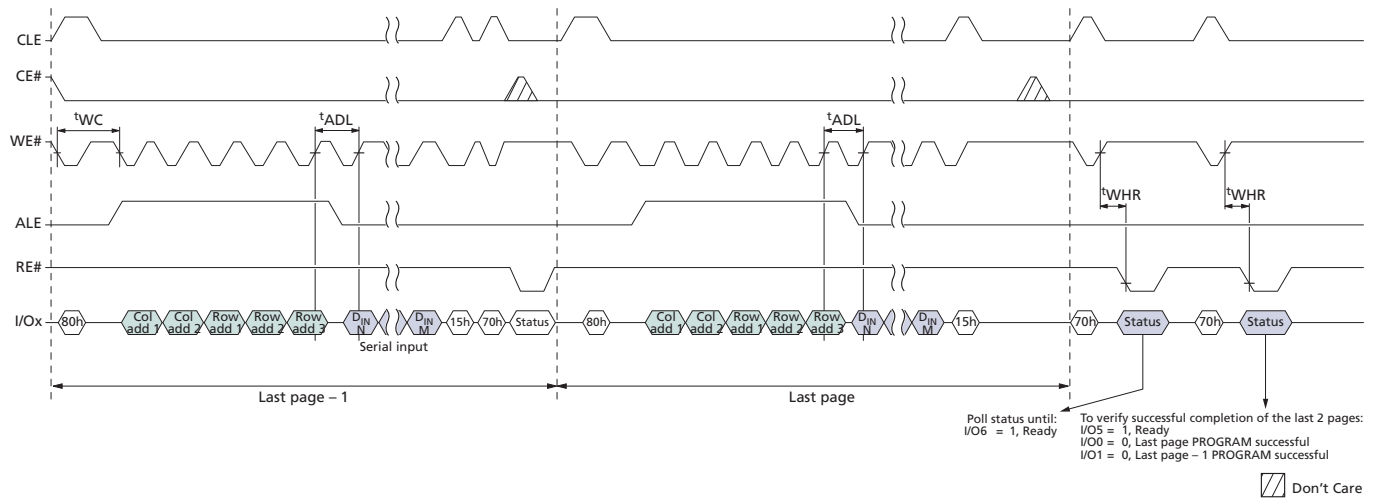 CLE
CE#
tWC
tADL
tADL
WE#
tWHR
tWHR
ALE
RE#
I/Ox
80h
Col add 1
Col add 2
Row add 1
Row add 2
Row add 3
DIN N
DIN M
15h
70h
Status
80h
Col add 1
Col add 2
Row add 1
Row add 2
Row add 3
DIN N
DIN M
15h
70h
Status
70h
Status
Serial input
Last page – 1
Last page
Poll status until:
I/O6 = 1, Ready
To verify successful completion of the last 2 pages:
I/O5 = 1, Ready
I/O0 = 0, Last page PROGRAM successful
I/O1 = 0, Last page – 1 PROGRAM successful
Don't Care